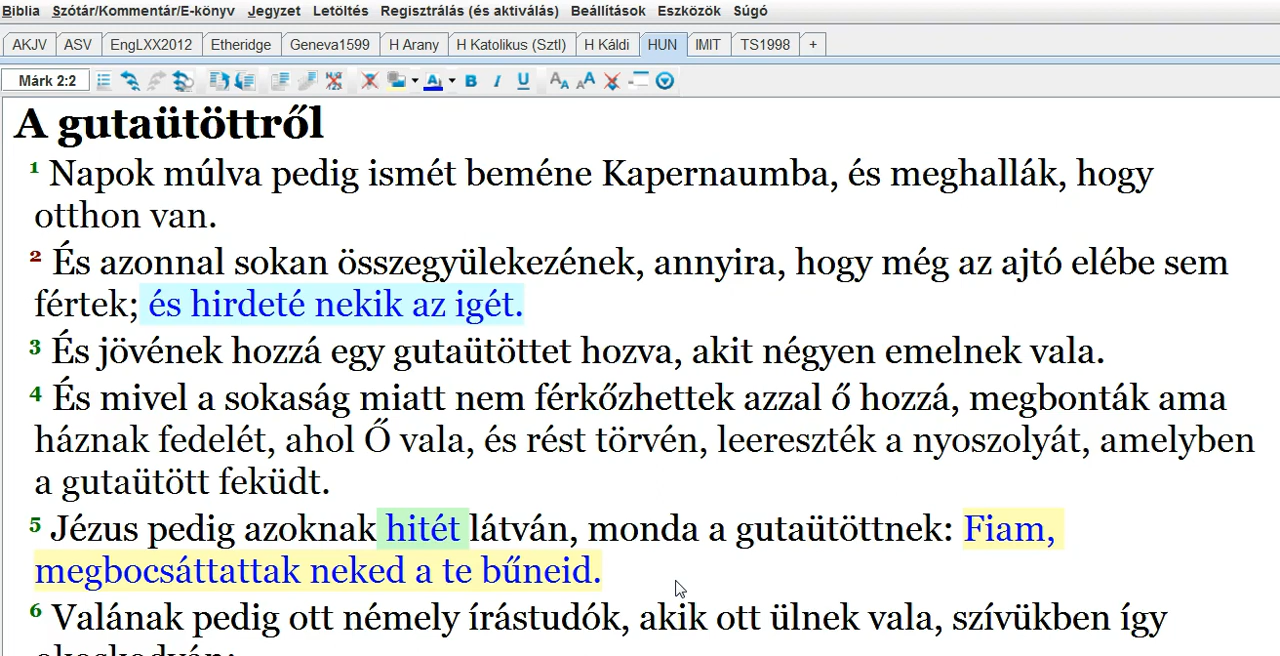 Biblia Szótár/Kommentár/E-könyv Jegyzet Letöltés Regisztrálás (és aktiválás) Beállítások Eszközök Súgó
AKJV ASV EngLXX2012 Etheridge Geneva1599 H Arany H Katolikus (Sztl) H Káldi HUN IMIT TS1998 +
Márk 2:2
A gutaütöttről
1 Napok múlva pedig ismét beméne Kapernaumba, és meghallák, hogy
otthon van.
2 És azonnal sokan összegyülekezének, annyira, hogy még az ajtó elébe sem
fértek; és hirdeté nekik az igét.
3 És jövének hozzá egy gutaütöttet hozva, akit négyen emelnek vala.
4 És mivel a sokaság miatt nem férkőzhettek azzal ő hozzá, megbonták ama
háznak fedelét, ahol Ő vala, és rést törvén, leereszték a nyoszolyát, amelyben
a gutaütött feküdt.
5 Jézus pedig azoknak hitét látván, monda a gutaütöttnek: Fiam,
megbocsáttattak neked a te bűneid.
6 Valának pedig ott némely írástudók, akik ott ülnek vala, szívükben így